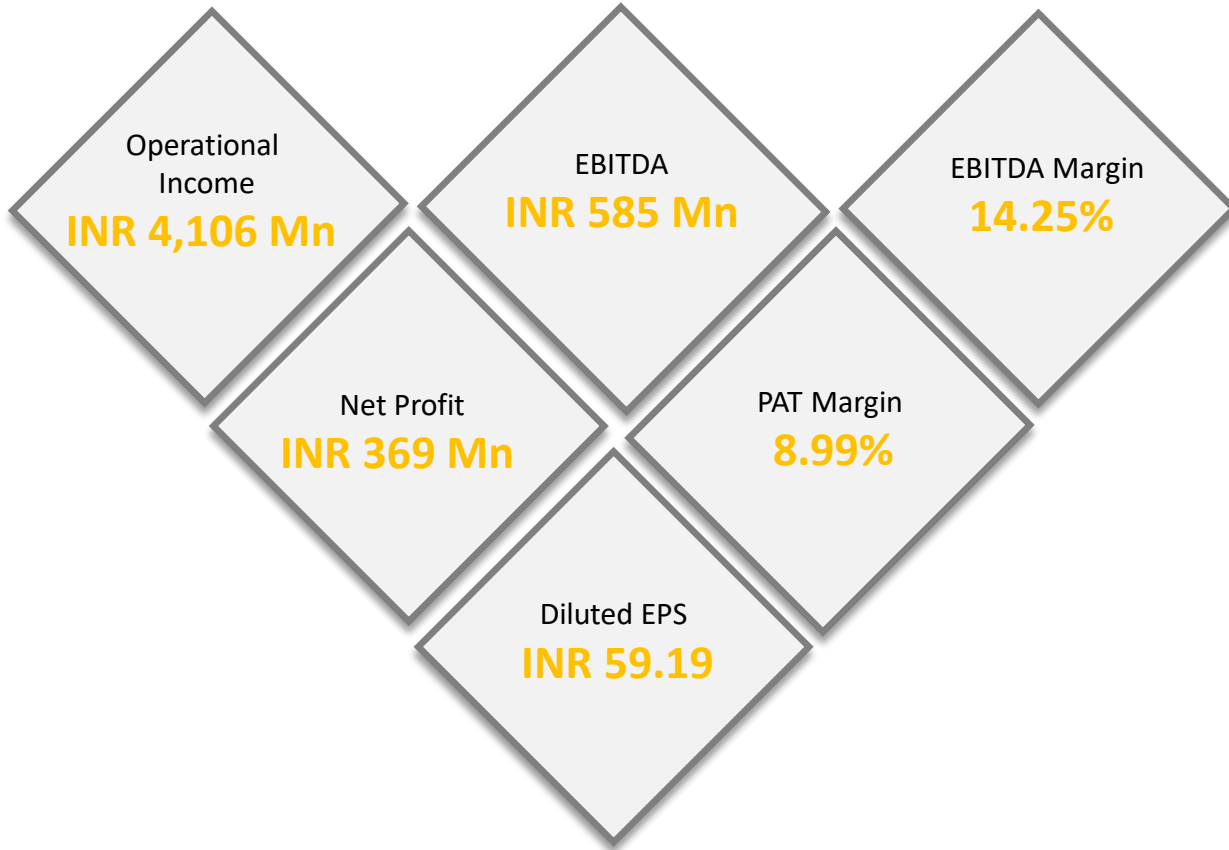 Operational
Income
INR 4,106 Mn
EBITDA
INR 585 Mn
EBITDA Margin
14.25%
Net Profit
INR 369 Mn
PAT Margin
8.99%
Diluted EPS
INR 59.19